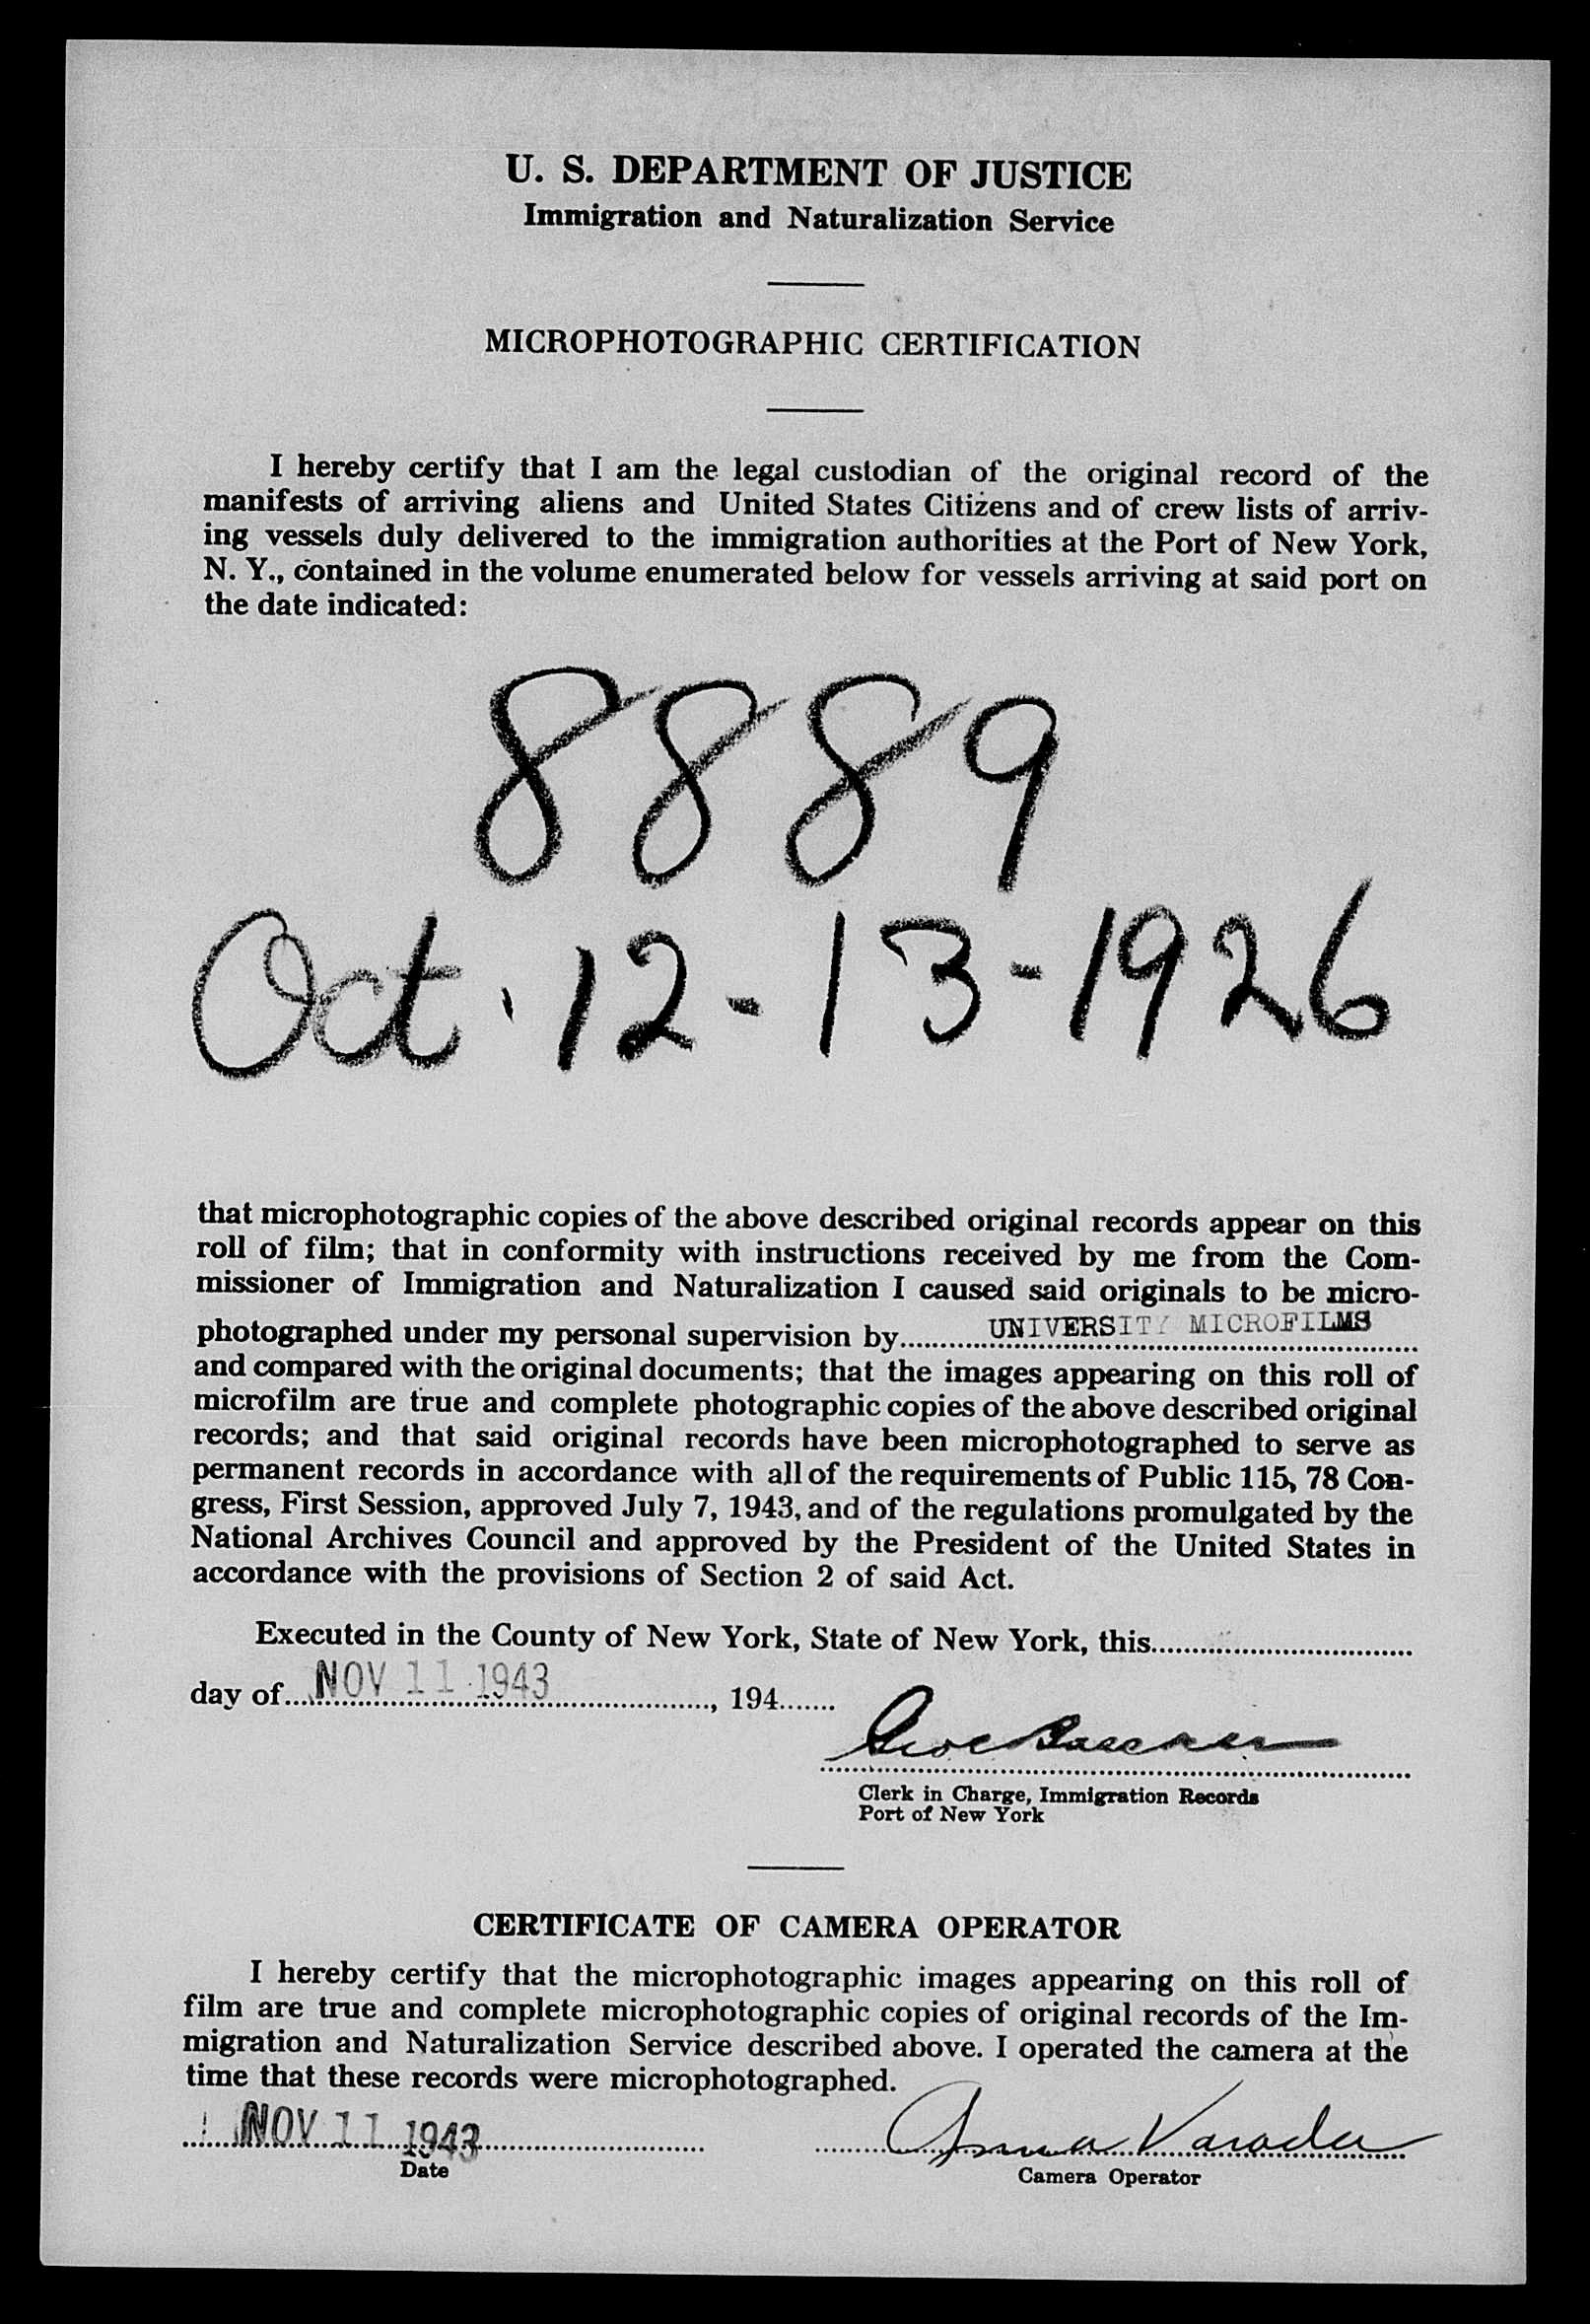 U. S. DEPARTMENT OF JUSTICE
Immigration and Naturalization Service
MICROPHOTOGRAPHIC CERTIFICATION
I hereby certify that I am the legal custodian of the original record of the
manifests of arriving aliens and United States Citizens and of crew lists of arriv-
ing vessels duly delivered to the immigration authorities at the Port of New York,
N. Y., contained in the volume enumerated below for vessels arriving at said port on
the date indicated:
8889
Oct. 12-13-1926
that microphotographic copies of the above described original records appear on this
roll of film; that in conformity with instructions received by me from the Com-
missioner of Immigration and Naturalization I caused said originals to be micro-
photographed under my personal supervision by UNIVERSITY MICROFILMS
and compared with the original documents; that the images appearing on this roll of
microfilm are true and complete photographic copies of the above described original
records; and that said original records have been microphotographed to serve as
permanent records in accordance with all of the requirements of Public 115, 78 Con-
gress, First Session, approved July 7, 1943, and of the regulations promulgated by the
National Archives Council and approved by the President of the United States in
accordance with the provisions of Section 2 of said Act.
Executed in the County of New York, State of New York, this
day of NOV 11 1943, 194
Clerk in Charge, Immigration Records
Port of New York
CERTIFICATE OF CAMERA OPERATOR
I hereby certify that the microphotographic images appearing on this roll of
film are true and complete microphotographic copies of original records of the Im-
migration and Naturalization Service described above. I operated the camera at the
time that these records were microphotographed.
NOV 11 1943
Date
Camera Operator